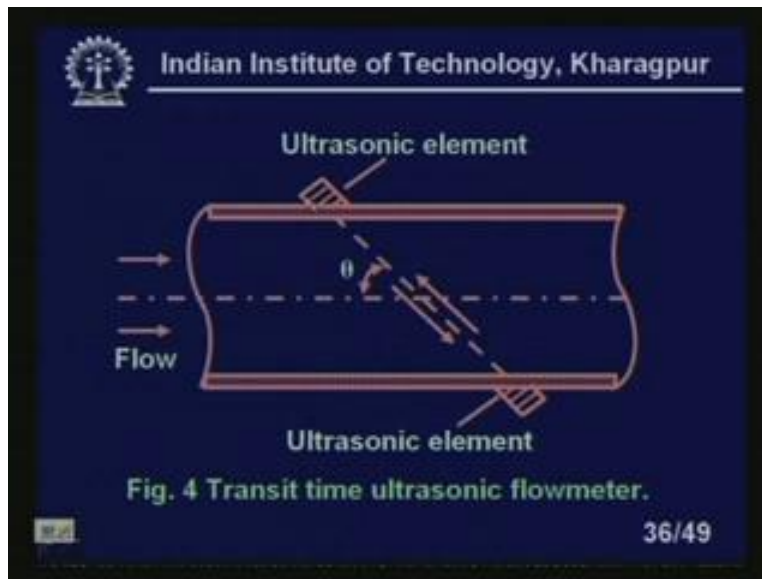 Indian Institute of Technology, Kharagpur
Ultrasonic element
θ
Flow
Ultrasonic element
Fig. 4 Transit time ultrasonic flowmeter.
36/49